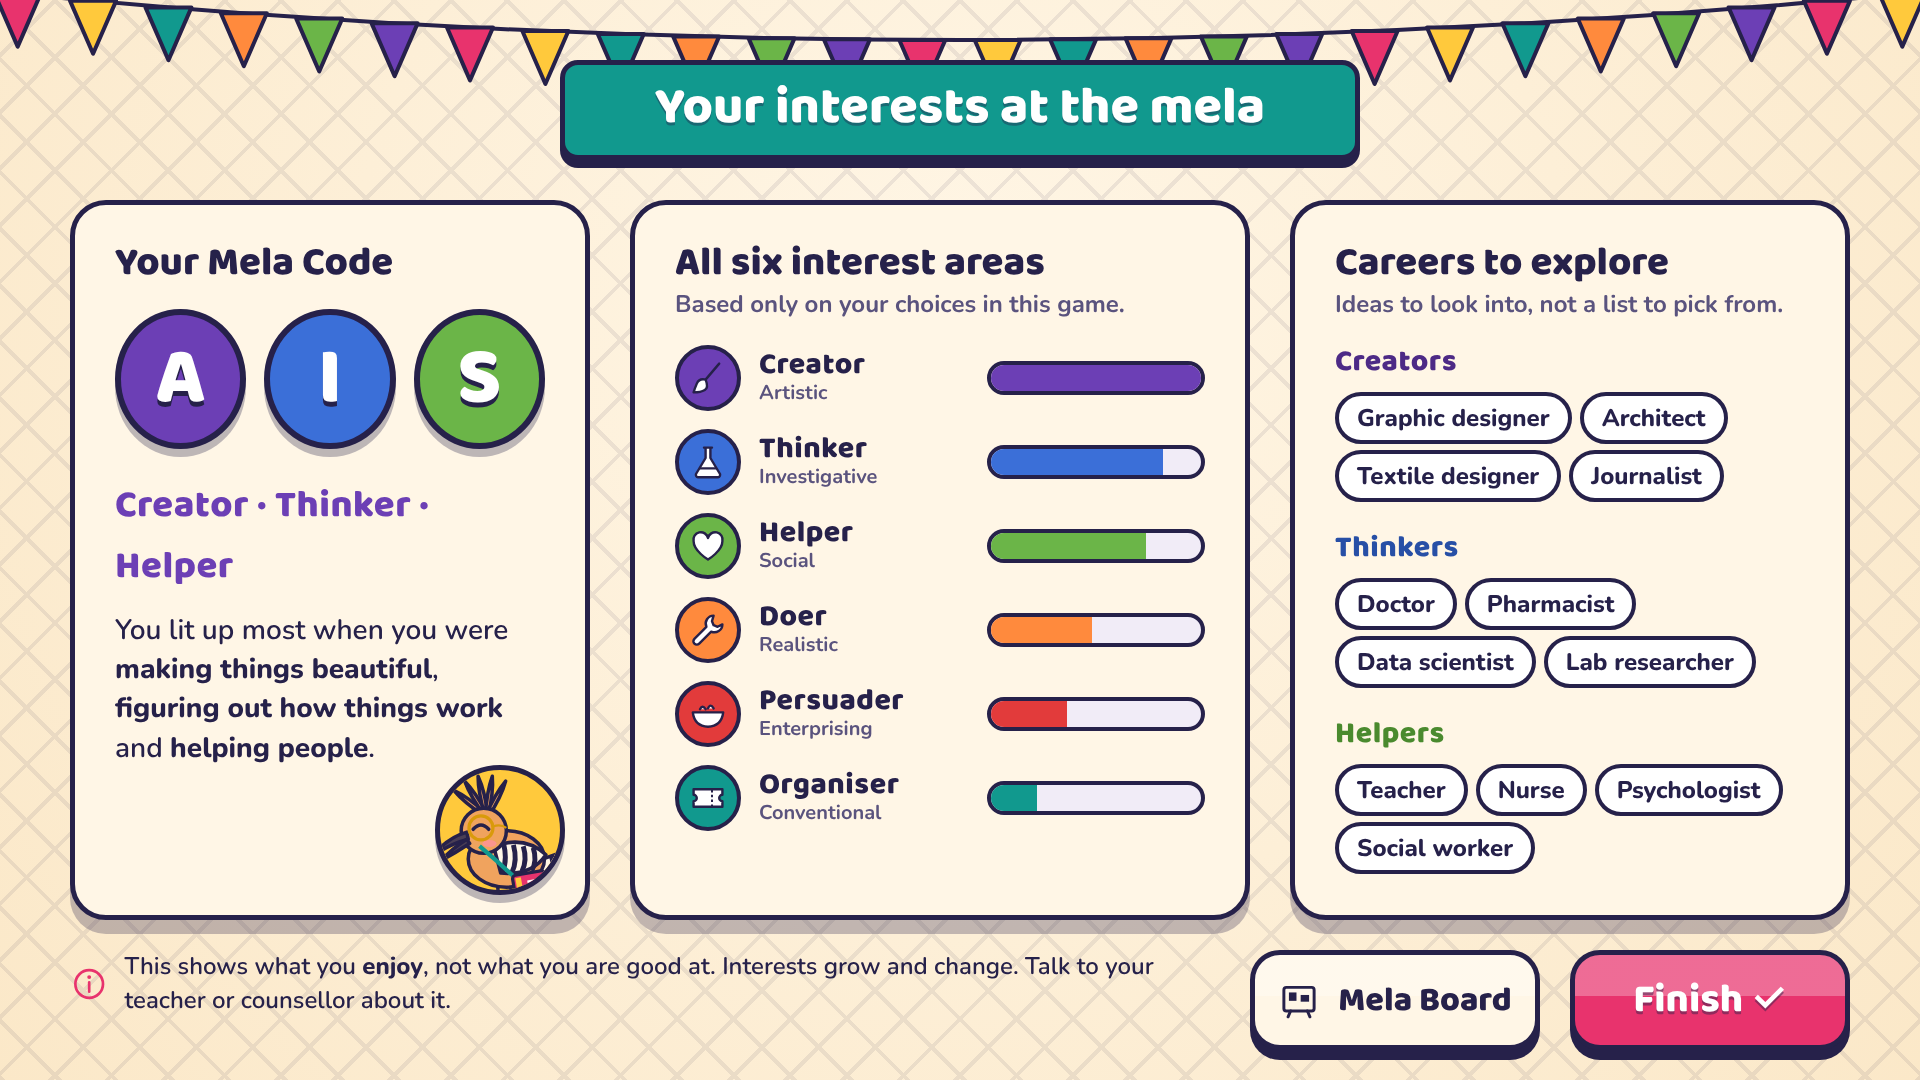 Your interests at the mela
Your Mela Code
A I S
Creator · Thinker ·
Helper
You lit up most when you were
making things beautiful,
figuring out how things work
and helping people.
All six interest areas
Based only on your choices in this game.
Creator
Artistic
Thinker
Investigative
Helper
Social
Doer
Realistic
Persuader
Enterprising
Organiser
Conventional
Careers to explore
Ideas to look into, not a list to pick from.
Creators
Graphic designer Architect
Textile designer Journalist
Thinkers
Doctor Pharmacist
Data scientist Lab researcher
Helpers
Teacher Nurse Psychologist
Social worker
This shows what you enjoy, not what you are good at. Interests grow and change. Talk to your
teacher or counsellor about it.
Mela Board
Finish